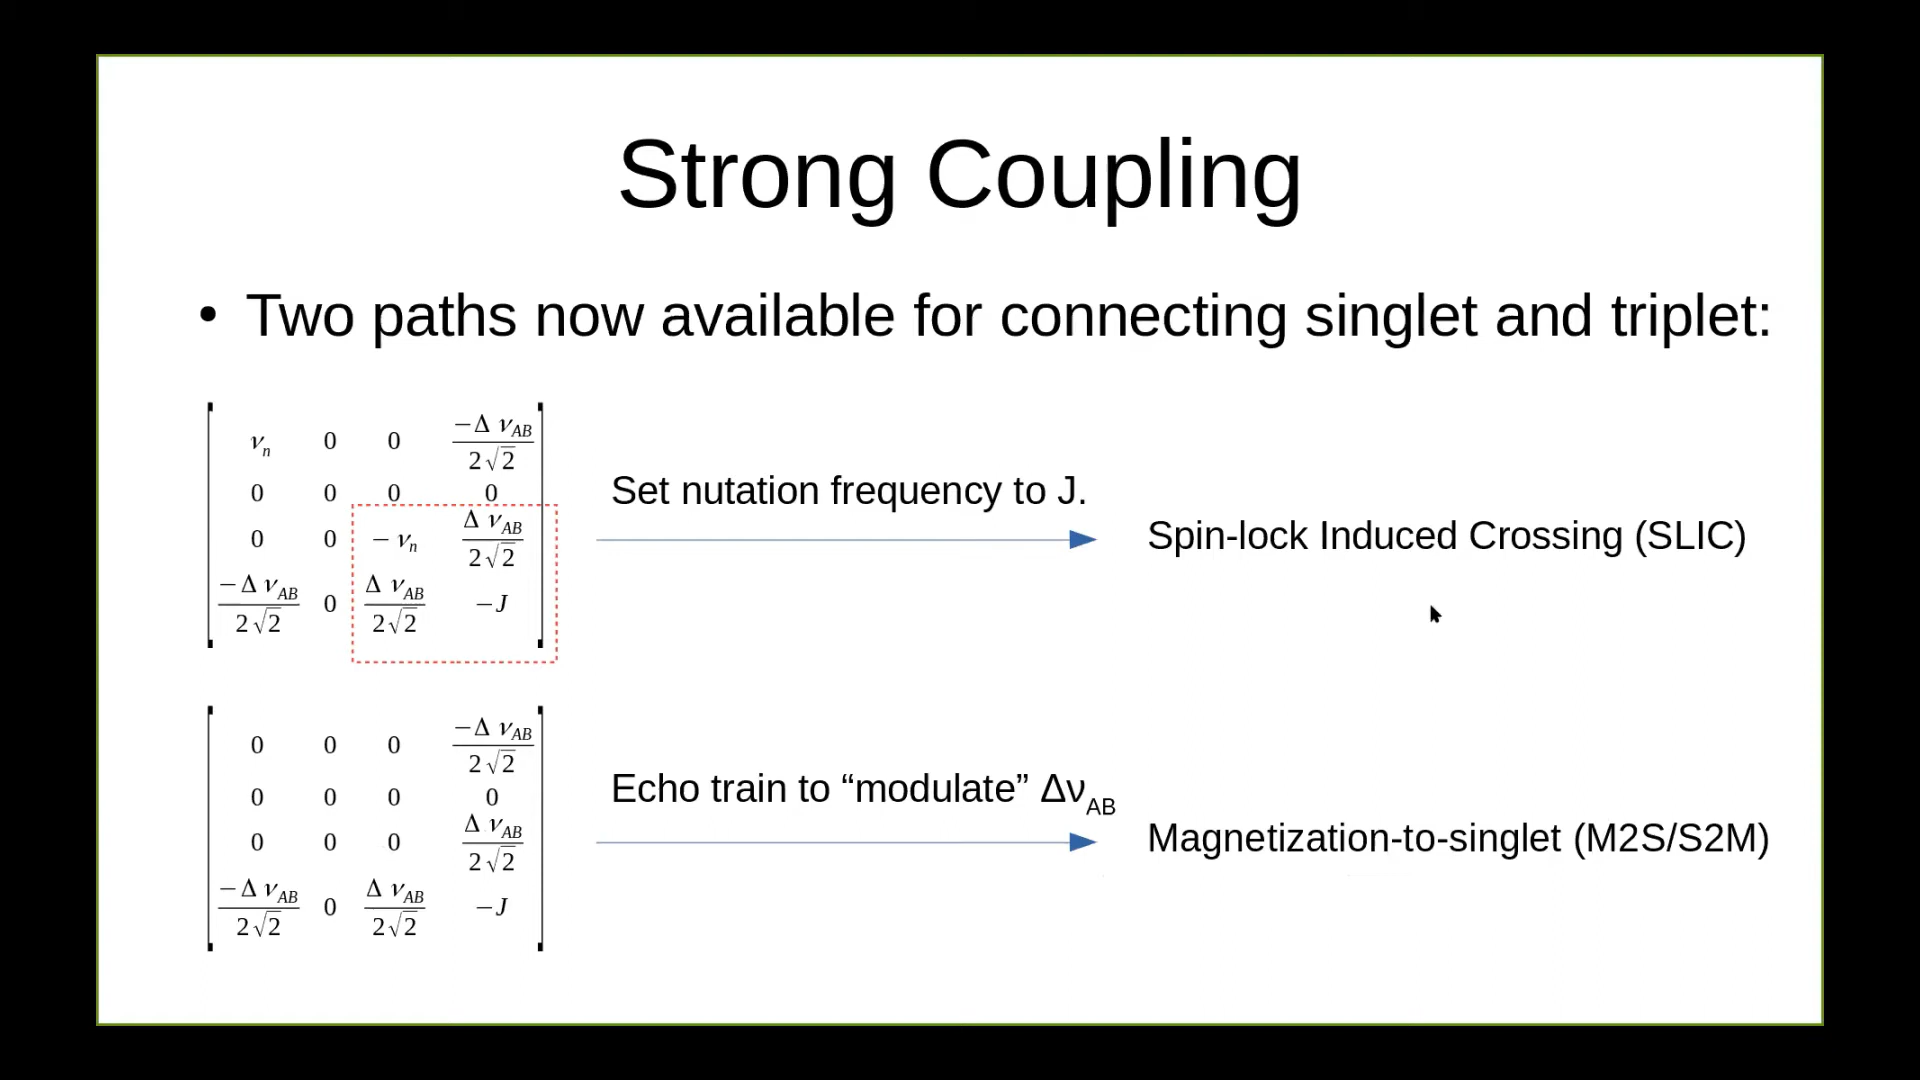 Strong Coupling
• Two paths now available for connecting singlet and triplet:
ν_n 0 0 −Δν_AB/2√2
0 0 0 0
0 0 −ν_n Δν_AB/2√2
−Δν_AB/2√2 0 Δν_AB/2√2 −J
Set nutation frequency to J.
Spin-lock Induced Crossing (SLIC)
0 0 0 −Δν_AB/2√2
0 0 0 0
0 0 0 Δν_AB/2√2
−Δν_AB/2√2 0 Δν_AB/2√2 −J
Echo train to “modulate” Δν_AB
Magnetization-to-singlet (M2S/S2M)